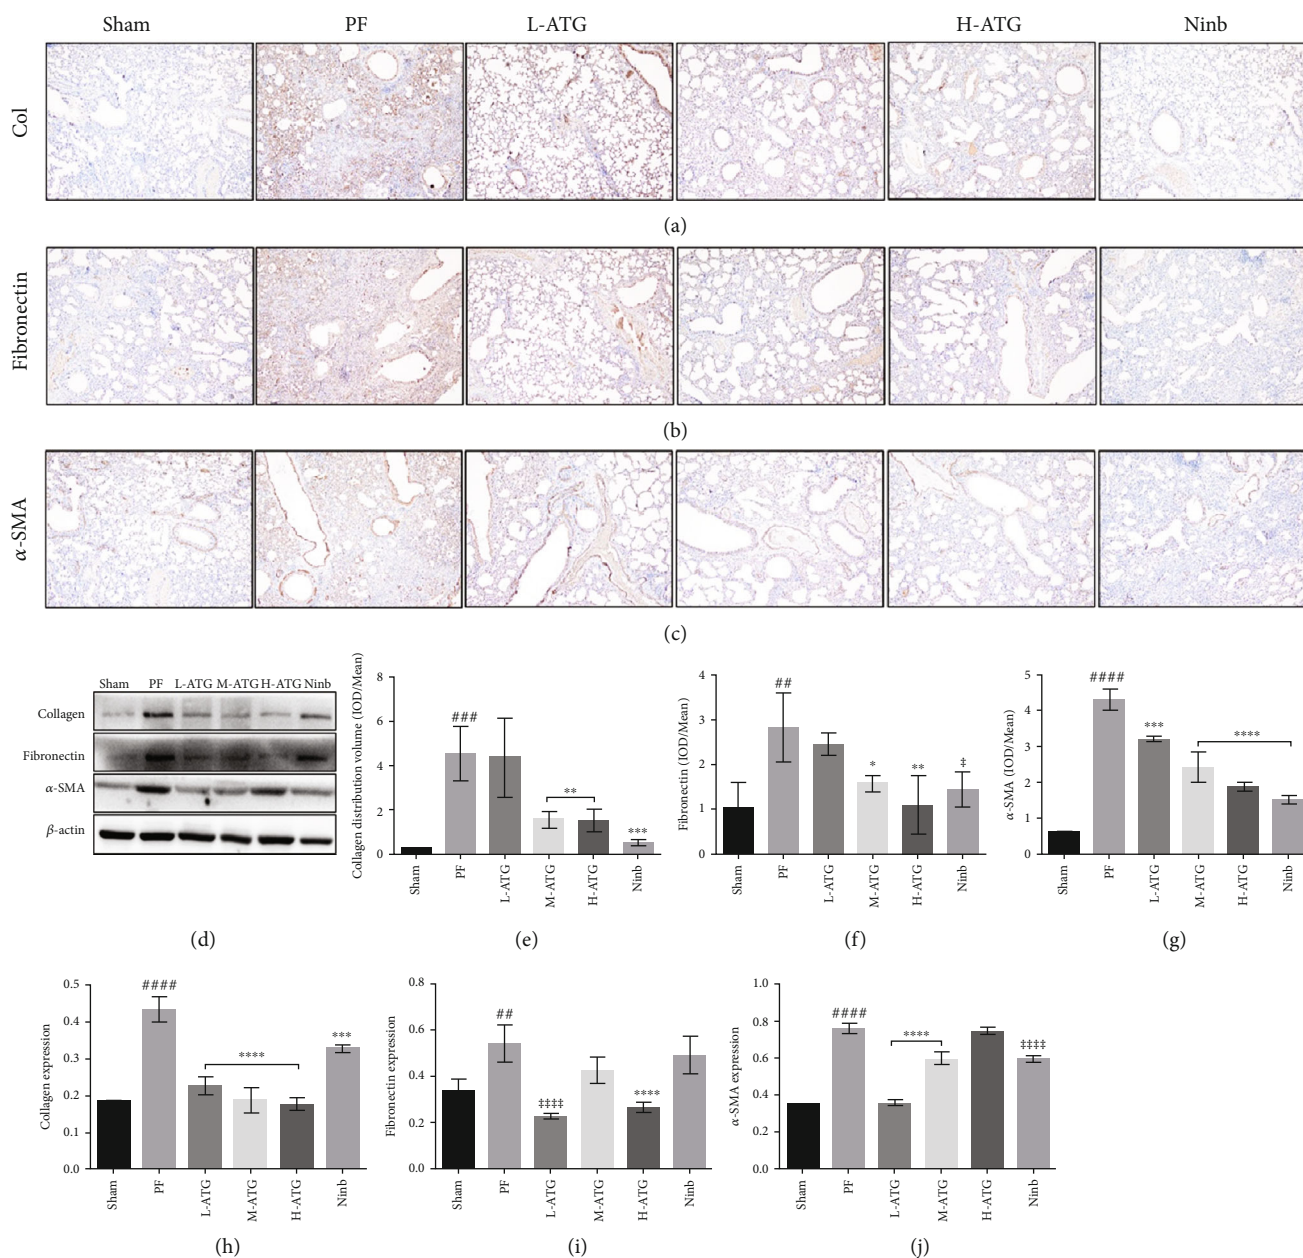 Sham PF L-ATG H-ATG Ninb
Col
(a)
Fibronectin
(b)
α-SMA
(c)
Sham PF L-ATG M-ATG H-ATG Ninb
Collagen
Fibronectin
α-SMA
β-actin
(d)
Collagen distribution volume (IOD/Mean)
8
6
4
2
0
###
**
***
Sham
PF
L-ATG
M-ATG
H-ATG
Ninb
(e)
Fibronectin (IOD/Mean)
4
3
2
1
0
##
*
**
‡
Sham
PF
L-ATG
M-ATG
H-ATG
Ninb
(f)
α-SMA (IOD/Mean)
5
4
3
2
1
0
####
***
****
Sham
PF
L-ATG
M-ATG
H-ATG
Ninb
(g)
Collagen expression
0.5
0.4
0.3
0.2
0.1
0.0
####
****
***
Sham
PF
L-ATG
M-ATG
H-ATG
Ninb
(h)
Fibronectin expression
0.8
0.6
0.4
0.2
0.0
##
‡‡‡‡
****
Sham
PF
L-ATG
M-ATG
H-ATG
Ninb
(i)
α-SMA expression
1.0
0.8
0.6
0.4
0.2
0.0
####
****
‡‡‡‡
Sham
PF
L-ATG
M-ATG
H-ATG
Ninb
(j)